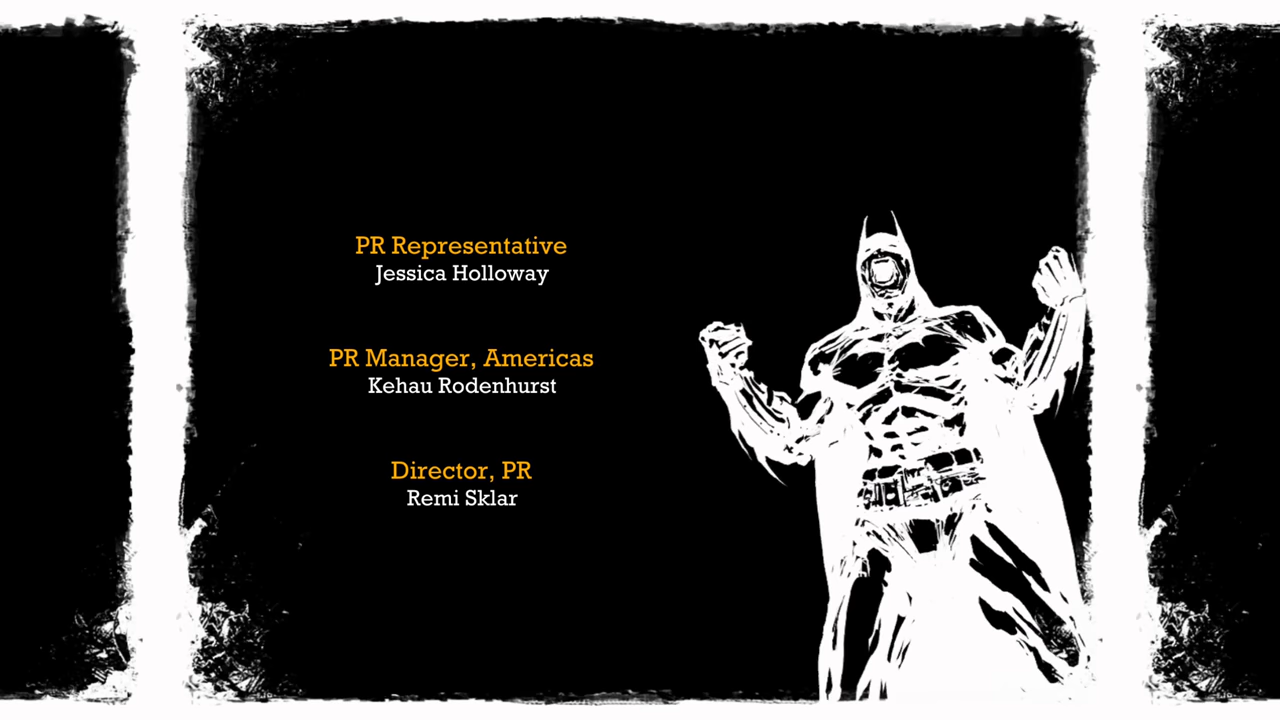 PR Representative
Jessica Holloway
PR Manager, Americas
Kehau Rodenhurst
Director, PR
Remi Sklar